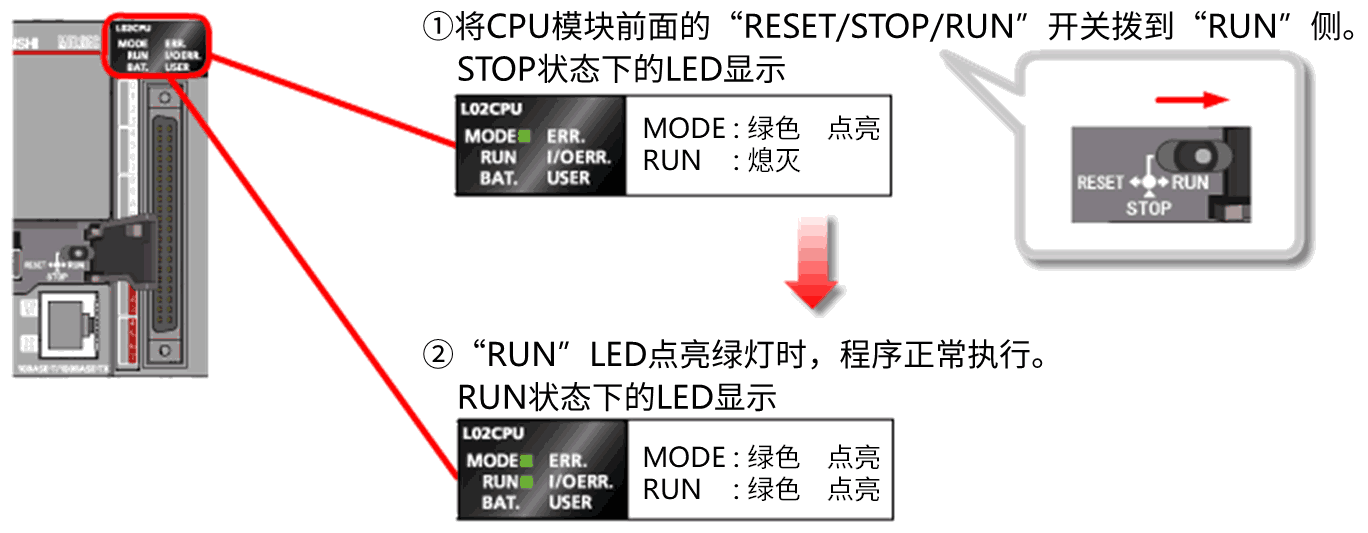 L02CPU
MODE ERR.
RUN I/OERR.
BAT. USER
RESET RUN
STOP
①将CPU模块前面的“RESET/STOP/RUN”开关拨到“RUN”侧。
STOP状态下的LED显示
L02CPU
MODE ERR.
RUN I/OERR.
BAT. USER
MODE : 绿色 点亮
RUN : 熄灭
RESET RUN
STOP
②“RUN”LED点亮绿灯时，程序正常执行。
RUN状态下的LED显示
L02CPU
MODE ERR.
RUN I/OERR.
BAT. USER
MODE : 绿色 点亮
RUN : 绿色 点亮